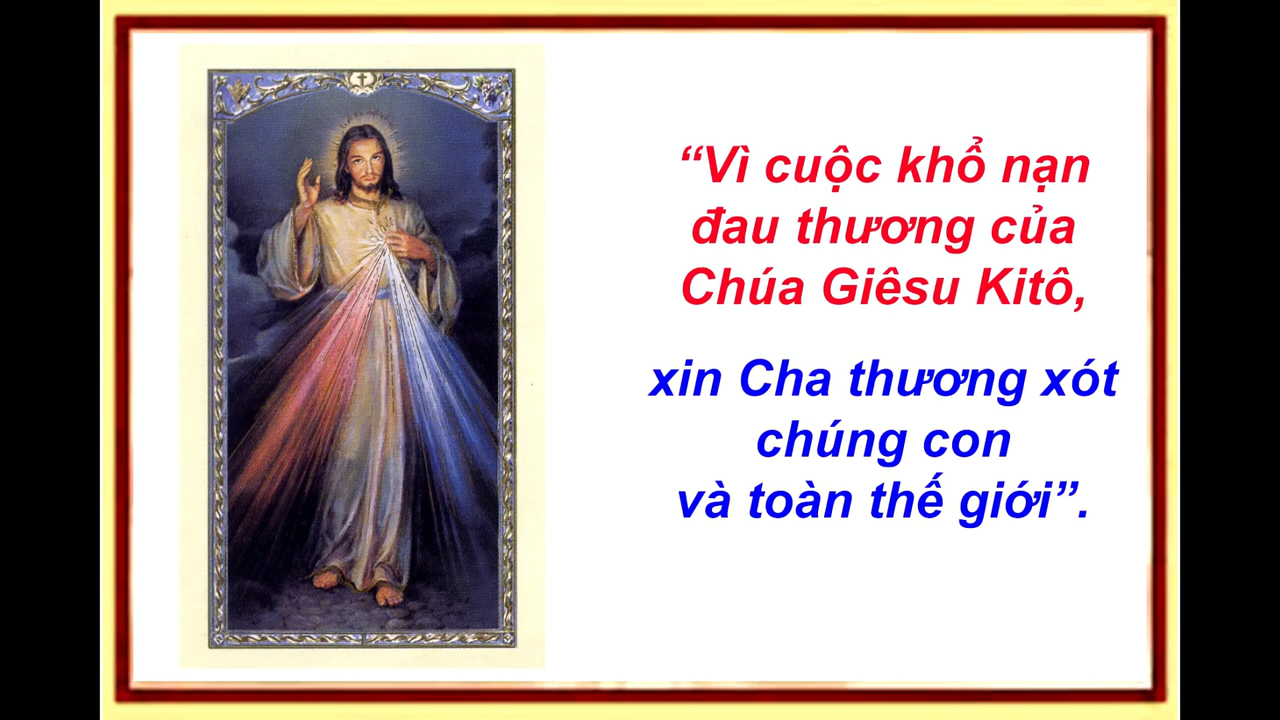 “Vì cuộc khổ nạn
đau thương của
Chúa Giêsu Kitô,
xin Cha thương xót
chúng con
và toàn thế giới”.